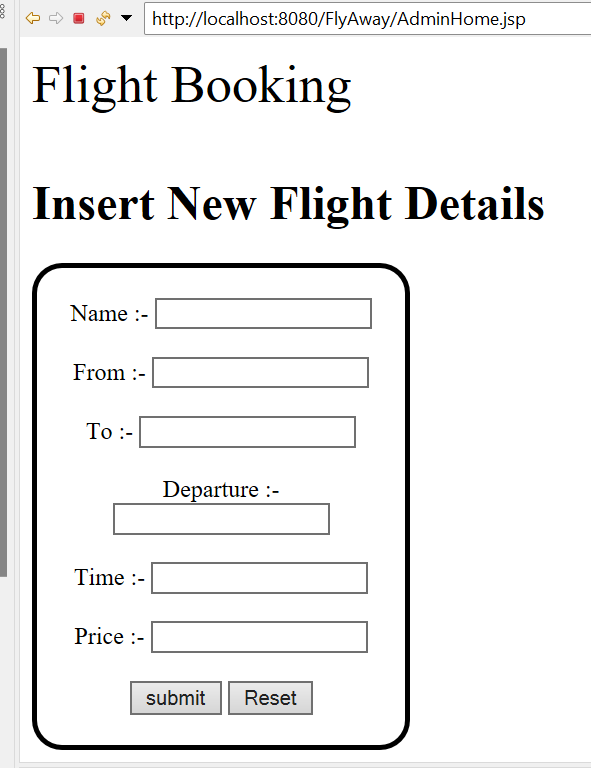 http://localhost:8080/FlyAway/AdminHome.jsp
Flight Booking
Insert New Flight Details
Name :-
From :-
To :-
Departure :-
Time :-
Price :-
submit Reset